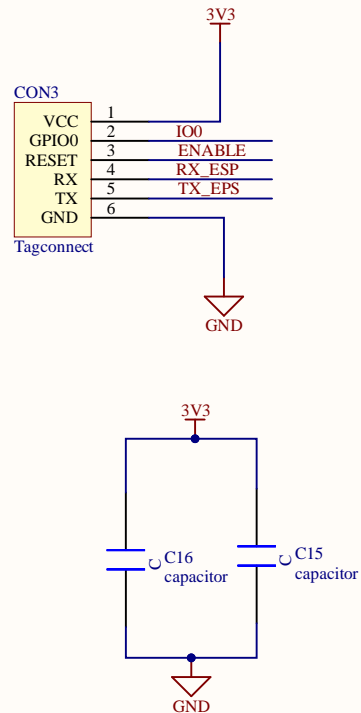 3V3
CON3
VCC 1
GPIO0 2 IO0
RESET 3 ENABLE
RX 4 RX_ESP
TX 5 TX_EPS
GND 6
Tagconnect
GND
3V3
C C16 C C15
capacitor capacitor
GND